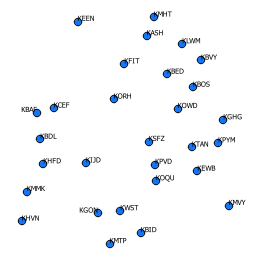 KMHT
KEEN
KASH
KLWM
KBVY
KFIT
KBED
KBOS
KORH
KCEF
KOWD
KBAF
KGHG
KBDL
KSFZ
KPYM
KTAN
KHFD
KIJD
KPVD
KEWB
KOQU
KMMK
KMVY
KGON
KWST
KHVN
KBID
KMTP